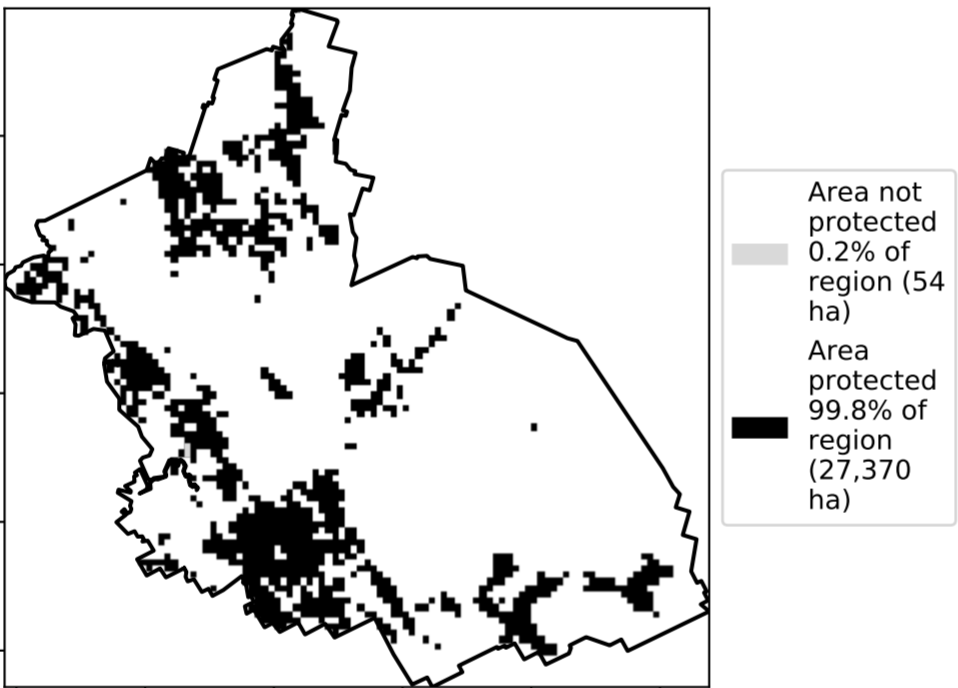 Area not
protected
0.2% of
region (54
ha)
Area
protected
99.8% of
region
(27,370
ha)